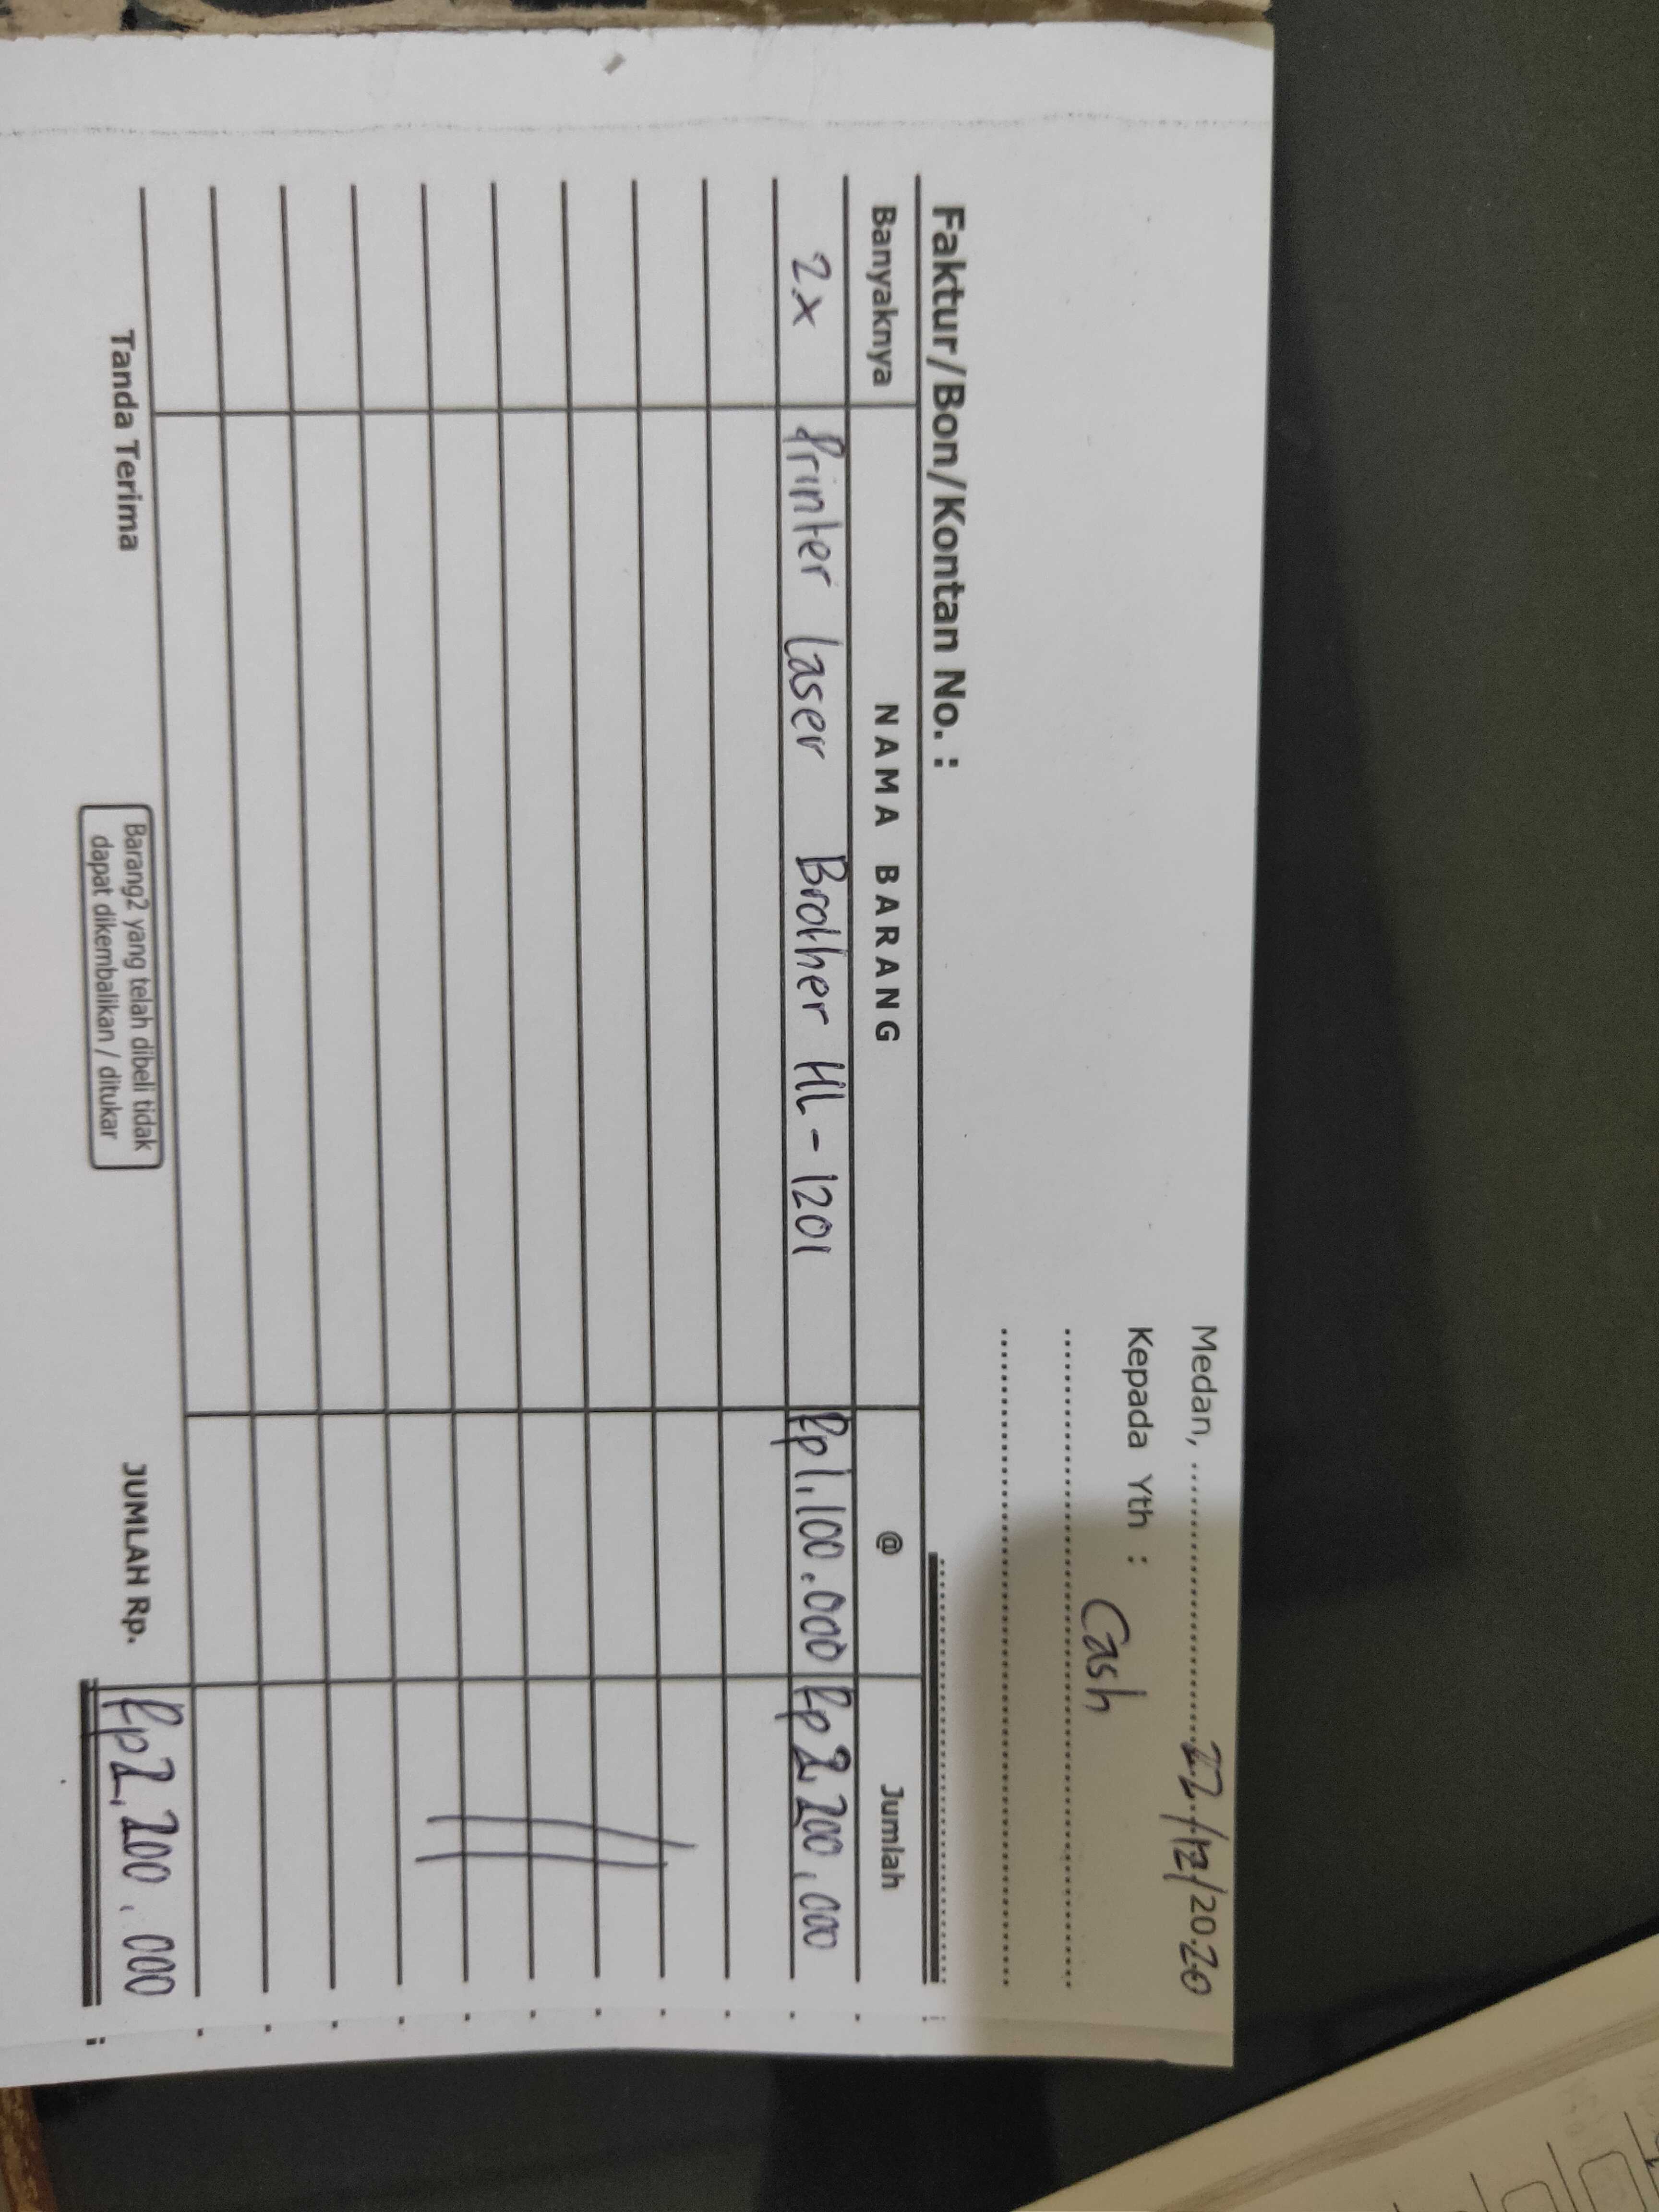 Medan, 22/12/2020
Kepada Yth : Cash
Faktur/Bon/Kontan No. :
Banyaknya NAMA BARANG @ Jumlah
2x Printer laser Brother HL-1201 Rp1.100.000 Rp2.200.000
Tanda Terima JUMLAH Rp. Rp2.200.000
Barang2 yang telah dibeli tidak
dapat dikembalikan / ditukar